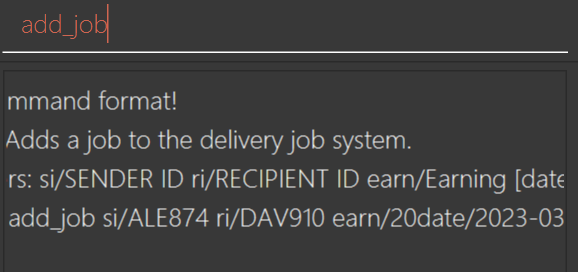 add_job
mmand format!
Adds a job to the delivery job system.
rs: si/SENDER ID ri/RECIPIENT ID earn/Earning [date
add_job si/ALE874 ri/DAV910 earn/20date/2023-03